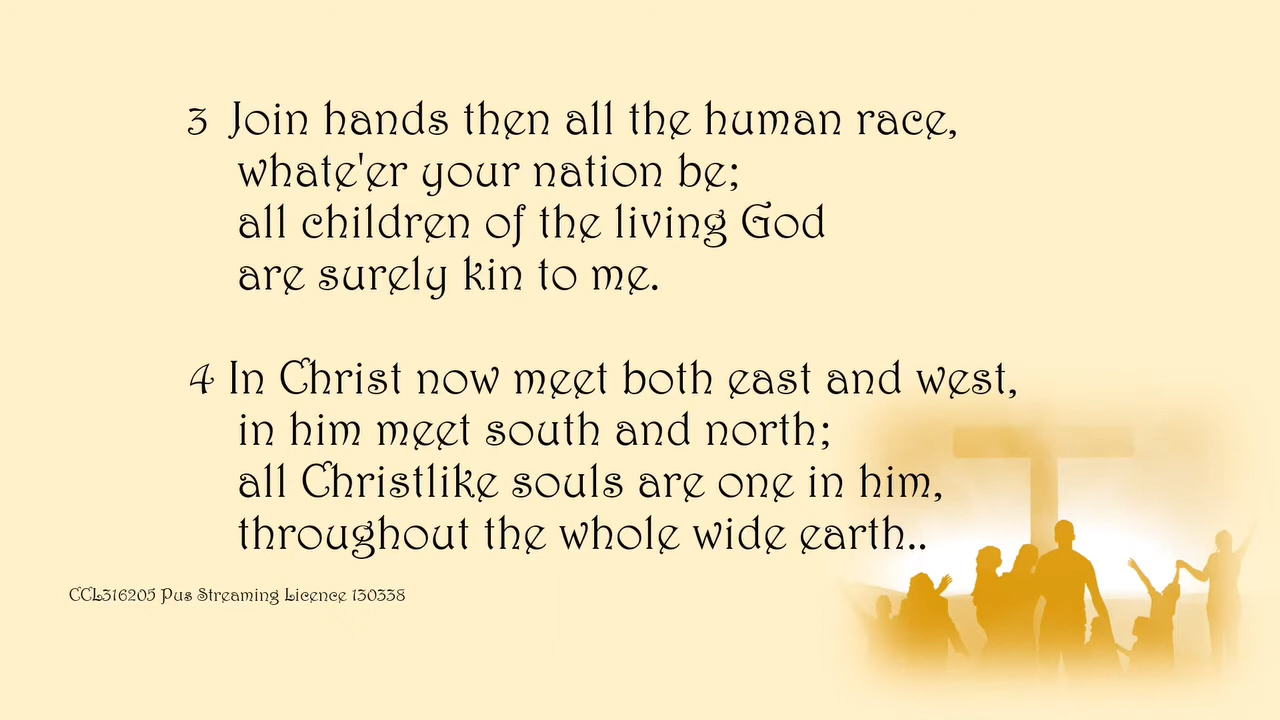 3 Join hands then all the human race,
whate'er your nation be;
all children of the living God
are surely kin to me.
4 In Christ now meet both east and west,
in him meet south and north;
all Christlike souls are one in him,
throughout the whole wide earth..
CCL316205 Pus Streaming Licence 130338